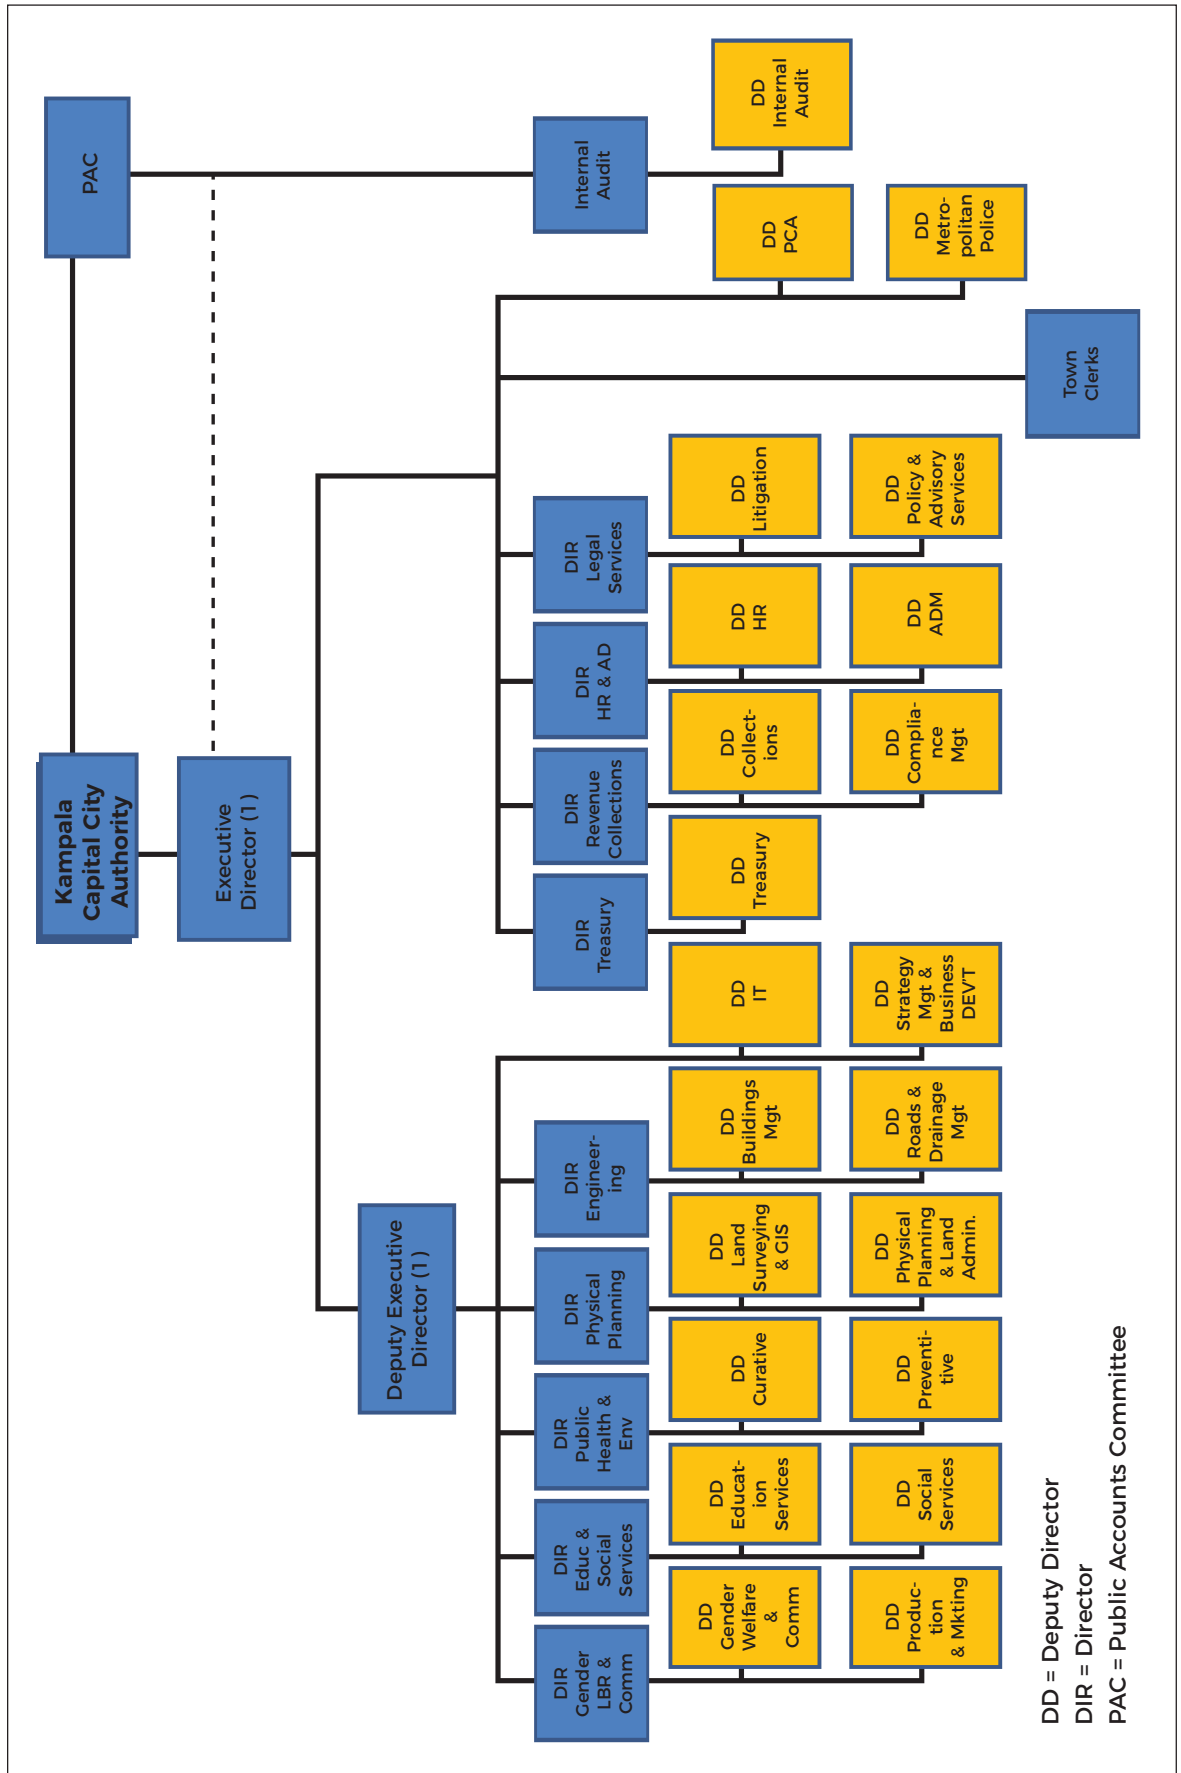 Kampala
Capital City
Authority
PAC
Executive
Director (1)
Deputy Executive
Director (1)
DIR
Gender
LBR &
Comm
DIR
Educ &
Social
Services
DIR
Public
Health &
Env
DIR
Physical
Planning
DIR
Engineer-
ing
DIR
Treasury
DIR
Revenue
Collections
DIR
HR & AD
DIR
Legal
Services
Internal
Audit
DD
Gender
Welfare
&
Comm
DD
Educat-
ion
Services
DD
Curative
DD
Land
Surveying
& GIS
DD
Buildings
Mgt
DD
IT
DD
Treasury
DD
Collect-
ions
DD
HR
DD
Litigation
DD
PCA
DD
Internal
Audit
DD
Produc-
tion
& Mkting
DD
Social
Services
DD
Preventi-
tive
DD
Physical
Planning
& Land
Admin.
DD
Roads &
Drainage
Mgt
DD
Strategy
Mgt &
Business
DEV'T
DD
Complia-
nce
Mgt
DD
ADM
DD
Policy &
Advisory
Services
DD
Metro-
politan
Police
Town
Clerks
DD = Deputy Director
DIR = Director
PAC = Public Accounts Committee